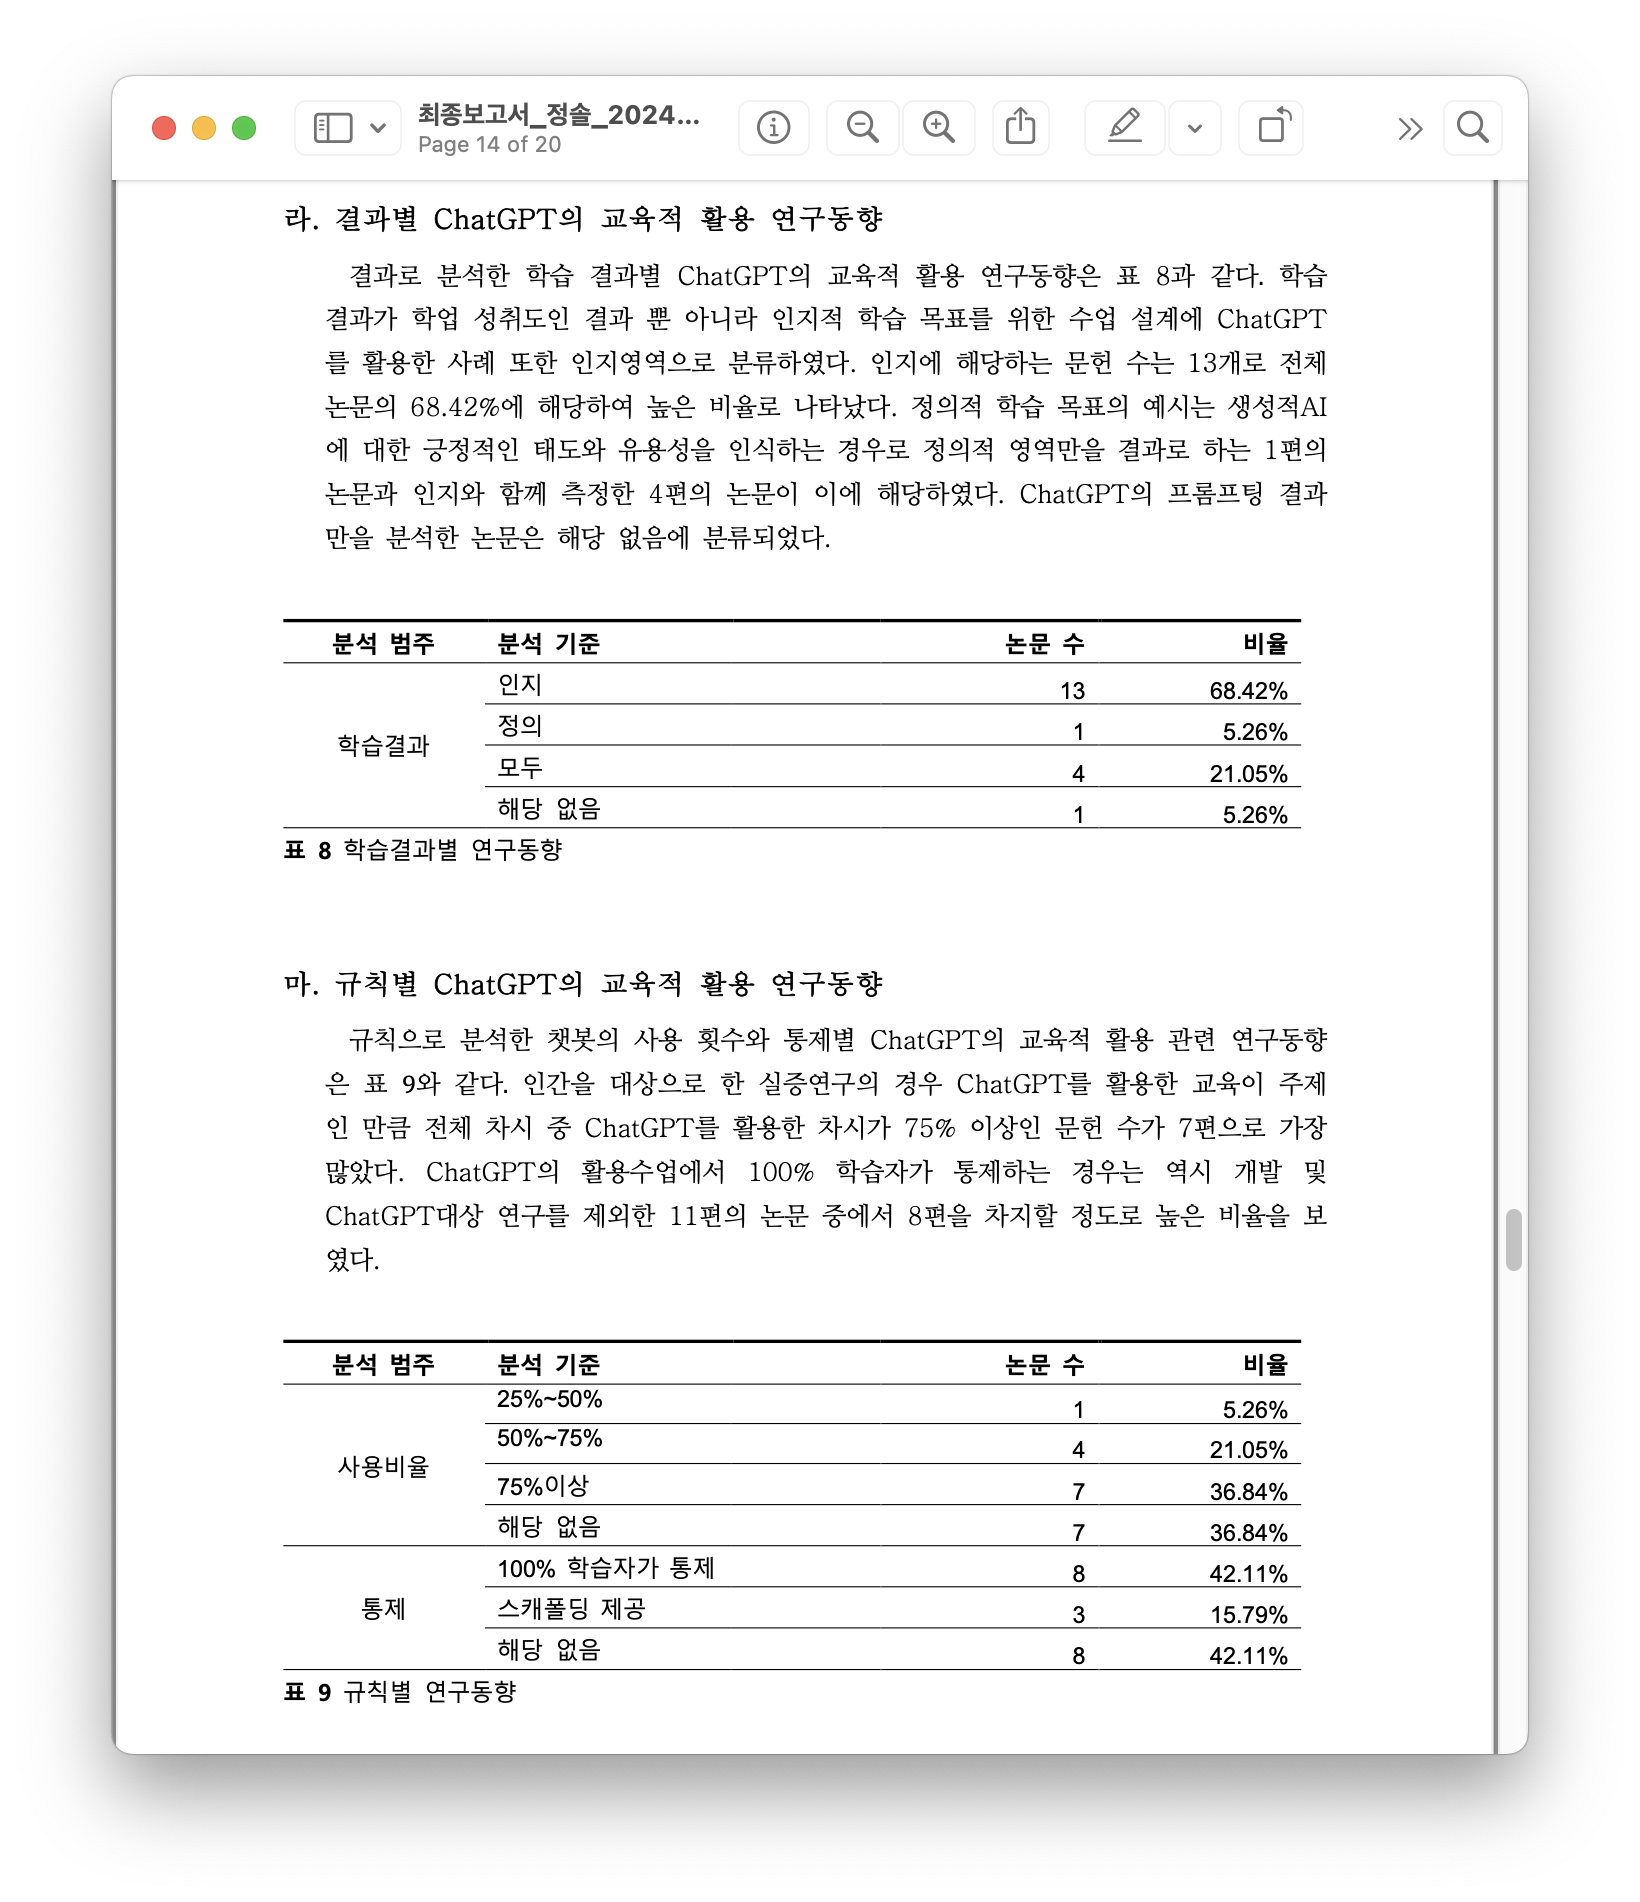 최종보고서_정솔_2024...
Page 14 of 20
라. 결과별 ChatGPT의 교육적 활용 연구동향
결과로 분석한 학습 결과별 ChatGPT의 교육적 활용 연구동향은 표 8과 같다. 학습
결과가 학업 성취도인 결과 뿐 아니라 인지적 학습 목표를 위한 수업 설계에 ChatGPT
를 활용한 사례 또한 인지영역으로 분류하였다. 인지에 해당하는 문헌 수는 13개로 전체
논문의 68.42%에 해당하여 높은 비율로 나타났다. 정의적 학습 목표의 예시는 생성적AI
에 대한 긍정적인 태도와 유용성을 인식하는 경우로 정의적 영역만을 결과로 하는 1편의
논문과 인지와 함께 측정한 4편의 논문이 이에 해당하였다. ChatGPT의 프롬프팅 결과
만을 분석한 논문은 해당 없음에 분류되었다.
분석 범주 분석 기준 논문 수 비율
인지 13 68.42%
정의 1 5.26%
학습결과
모두 4 21.05%
해당 없음 1 5.26%
표 8 학습결과별 연구동향
마. 규칙별 ChatGPT의 교육적 활용 연구동향
규칙으로 분석한 챗봇의 사용 횟수와 통제별 ChatGPT의 교육적 활용 관련 연구동향
은 표 9와 같다. 인간을 대상으로 한 실증연구의 경우 ChatGPT를 활용한 교육이 주제
인 만큼 전체 차시 중 ChatGPT를 활용한 차시가 75% 이상인 문헌 수가 7편으로 가장
많았다. ChatGPT의 활용수업에서 100% 학습자가 통제하는 경우는 역시 개발 및
ChatGPT대상 연구를 제외한 11편의 논문 중에서 8편을 차지할 정도로 높은 비율을 보
였다.
분석 범주 분석 기준 논문 수 비율
25%~50% 1 5.26%
50%~75% 4 21.05%
사용비율
75%이상 7 36.84%
해당 없음 7 36.84%
100% 학습자가 통제 8 42.11%
통제 스캐폴딩 제공 3 15.79%
해당 없음 8 42.11%
표 9 규칙별 연구동향